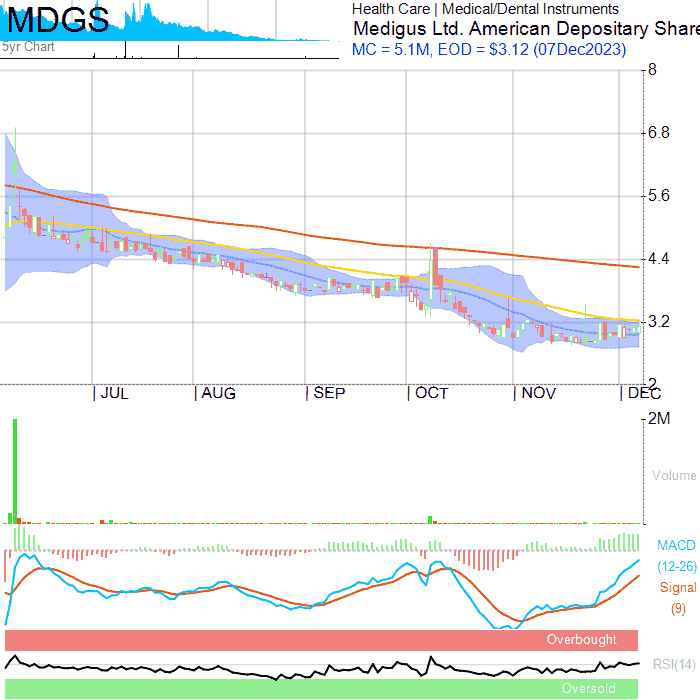 MDGS
5yr Chart
Health Care | Medical/Dental Instruments
Medigus Ltd. American Depositary Share
MC = 5.1M, EOD = $3.12 (07Dec2023)
8
6.8
5.6
4.4
3.2
2
JUL AUG SEP OCT NOV DEC
2M
Volume
MACD
(12-26)
Signal
(9)
Overbought
RSI(14)
Oversold